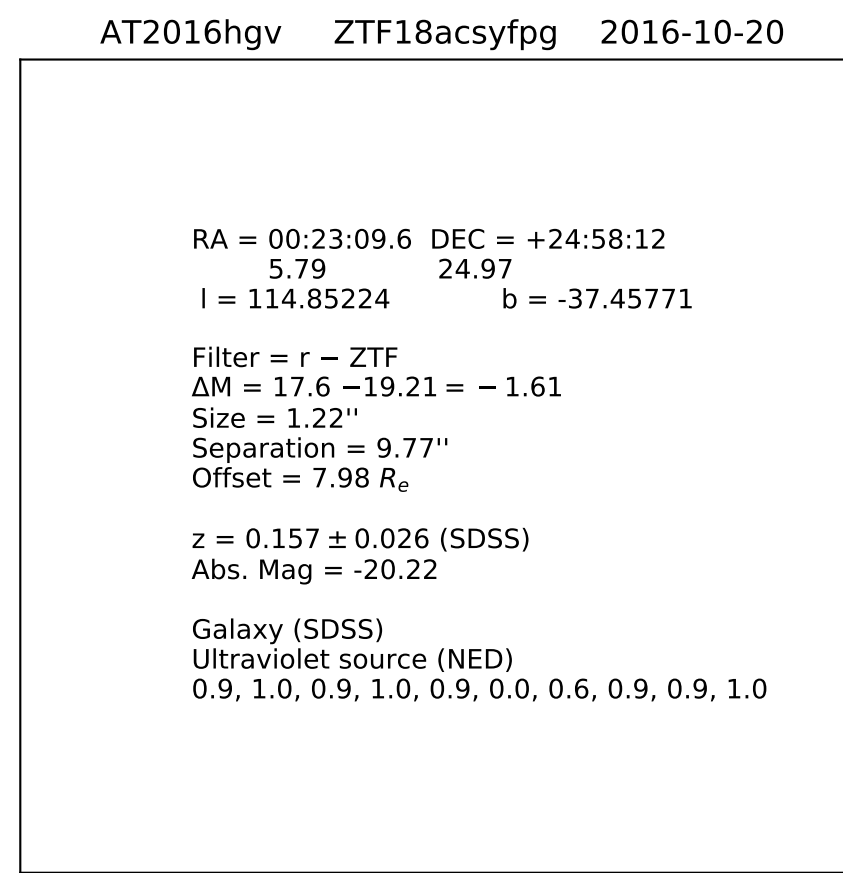 AT2016hgv ZTF18acsyfpg 2016-10-20
RA = 00:23:09.6 DEC = +24:58:12
5.79 24.97
l = 114.85224 b = -37.45771
Filter = r − ZTF
ΔM = 17.6 −19.21 = − 1.61
Size = 1.22''
Separation = 9.77''
Offset = 7.98 Rₑ
z = 0.157 ± 0.026 (SDSS)
Abs. Mag = -20.22
Galaxy (SDSS)
Ultraviolet source (NED)
0.9, 1.0, 0.9, 1.0, 0.9, 0.0, 0.6, 0.9, 0.9, 1.0